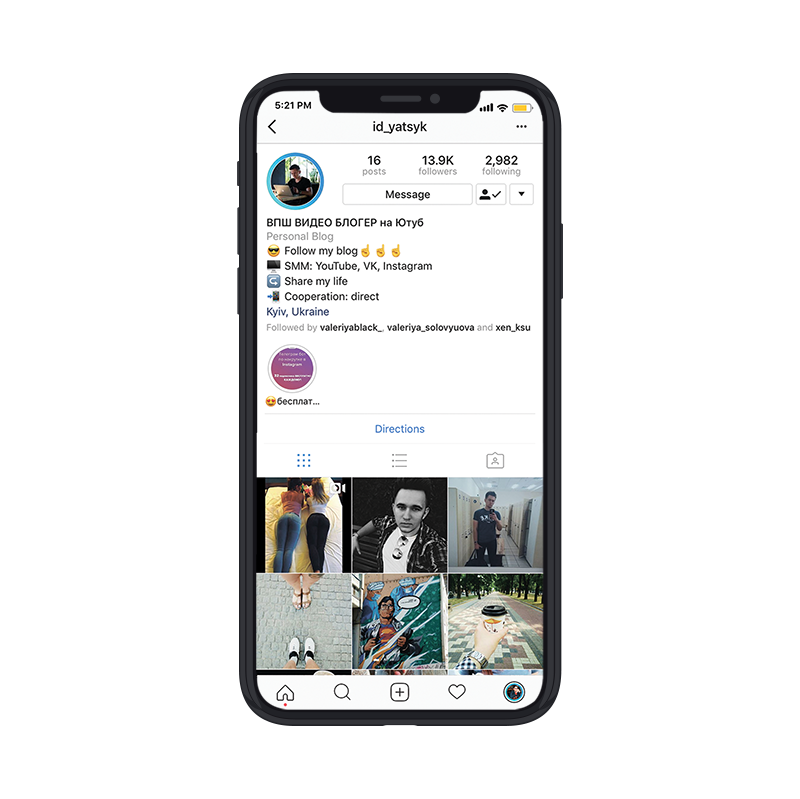 5:21 PM
id_yatsyk
16 13.9K 2,982
posts followers following
Message
ВПШ ВИДЕО БЛОГЕР на Ютуб
Personal Blog
😎 Follow my blog☝️☝️☝️
🖥 SMM: YouTube, VK, Instagram
↪️ Share my life
📲 Cooperation: direct
Kyiv, Ukraine
Followed by valeriyablack_, valeriya_solovyuova and xen_ksu
Instagram
😍бесплат...
Directions